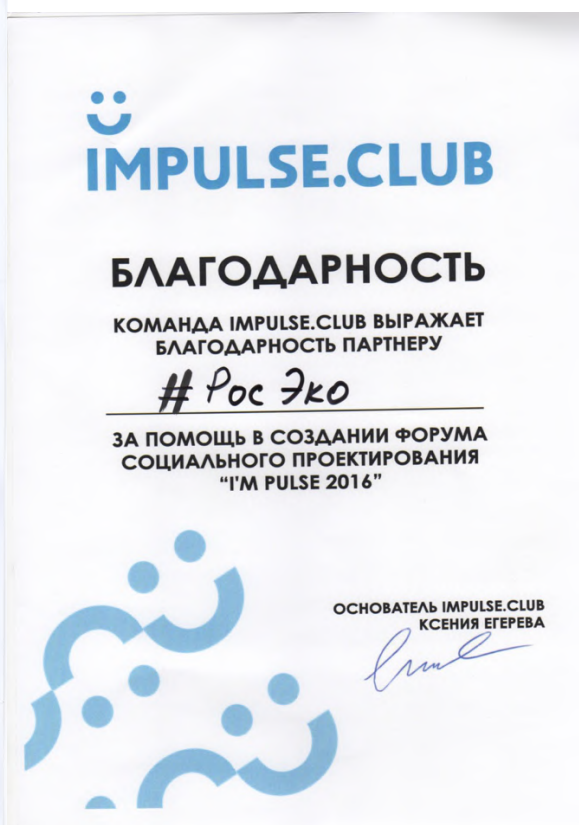 IMPULSE.CLUB
БЛАГОДАРНОСТЬ
КОМАНДА IMPULSE.CLUB ВЫРАЖАЕТ
БЛАГОДАРНОСТЬ ПАРТНЕРУ
# Рос Эко
ЗА ПОМОЩЬ В СОЗДАНИИ ФОРУМА
СОЦИАЛЬНОГО ПРОЕКТИРОВАНИЯ
“I'M PULSE 2016”
ОСНОВАТЕЛЬ IMPULSE.CLUB
КСЕНИЯ ЕГЕРЕВА